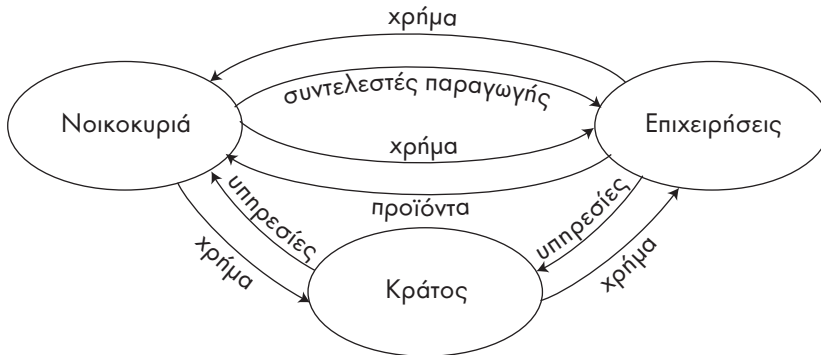 χρήμα
συντελεστές παραγωγής
Νοικοκυριά
Επιχειρήσεις
χρήμα
προϊόντα
υπηρεσίες
υπηρεσίες
χρήμα
Κράτος
χρήμα